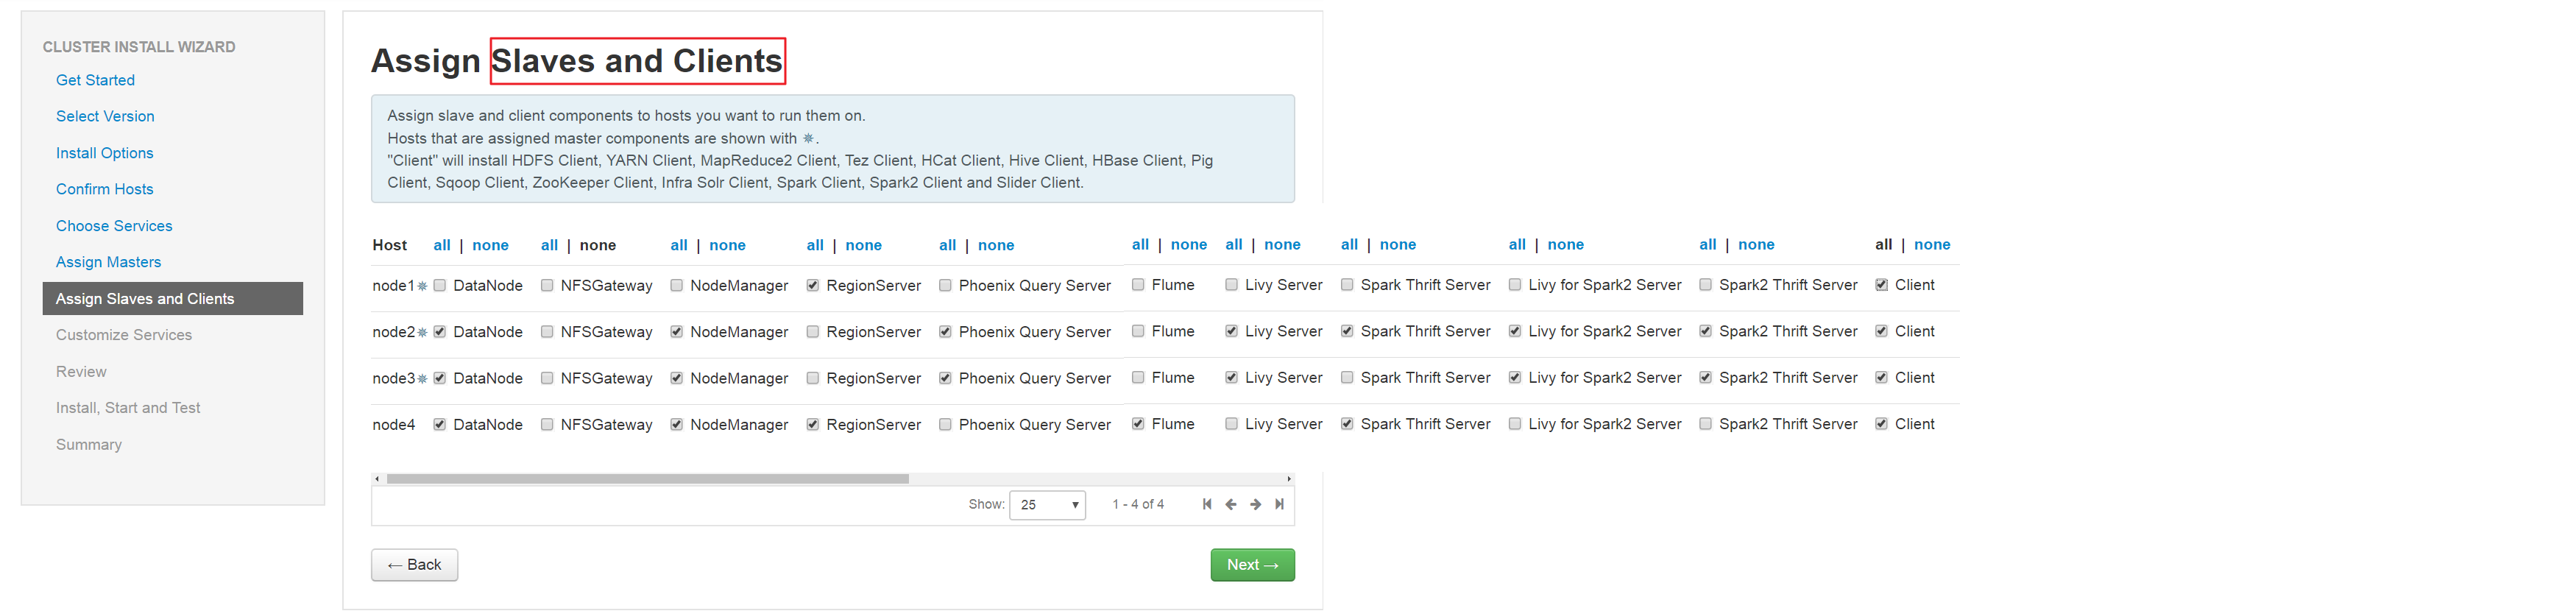 CLUSTER INSTALL WIZARD
Get Started
Select Version
Install Options
Confirm Hosts
Choose Services
Assign Masters
Assign Slaves and Clients
Customize Services
Review
Install, Start and Test
Summary
Assign Slaves and Clients
Assign slave and client components to hosts you want to run them on.
Hosts that are assigned master components are shown with ✵.
"Client" will install HDFS Client, YARN Client, MapReduce2 Client, Tez Client, HCat Client, Hive Client, HBase Client, Pig
Client, Sqoop Client, ZooKeeper Client, Infra Solr Client, Spark Client, Spark2 Client and Slider Client.
Host all | none all | none all | none all | none all | none all | none all | none all | none all | none all | none all | none
node1✵ DataNode NFSGateway NodeManager RegionServer Phoenix Query Server Flume Livy Server Spark Thrift Server Livy for Spark2 Server Spark2 Thrift Server Client
node2✵ DataNode NFSGateway NodeManager RegionServer Phoenix Query Server Flume Livy Server Spark Thrift Server Livy for Spark2 Server Spark2 Thrift Server Client
node3✵ DataNode NFSGateway NodeManager RegionServer Phoenix Query Server Flume Livy Server Spark Thrift Server Livy for Spark2 Server Spark2 Thrift Server Client
node4 DataNode NFSGateway NodeManager RegionServer Phoenix Query Server Flume Livy Server Spark Thrift Server Livy for Spark2 Server Spark2 Thrift Server Client
Show: 25 1 - 4 of 4
← Back Next →